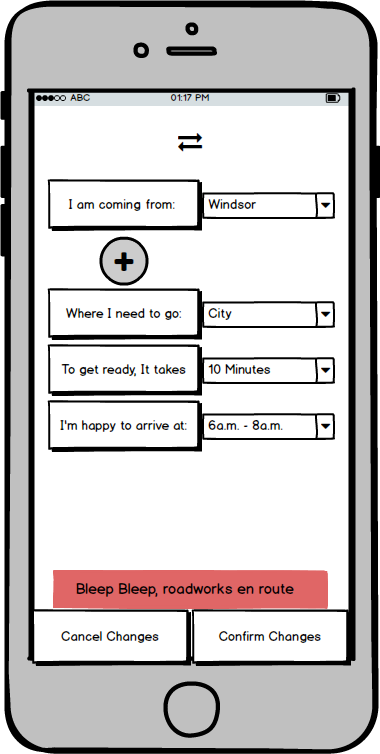 ABC 01:17 PM
I am coming from: Windsor
Where I need to go: City
To get ready, It takes 10 Minutes
I'm happy to arrive at: 6a.m. - 8a.m.
Bleep Bleep, roadworks en route
Cancel Changes Confirm Changes